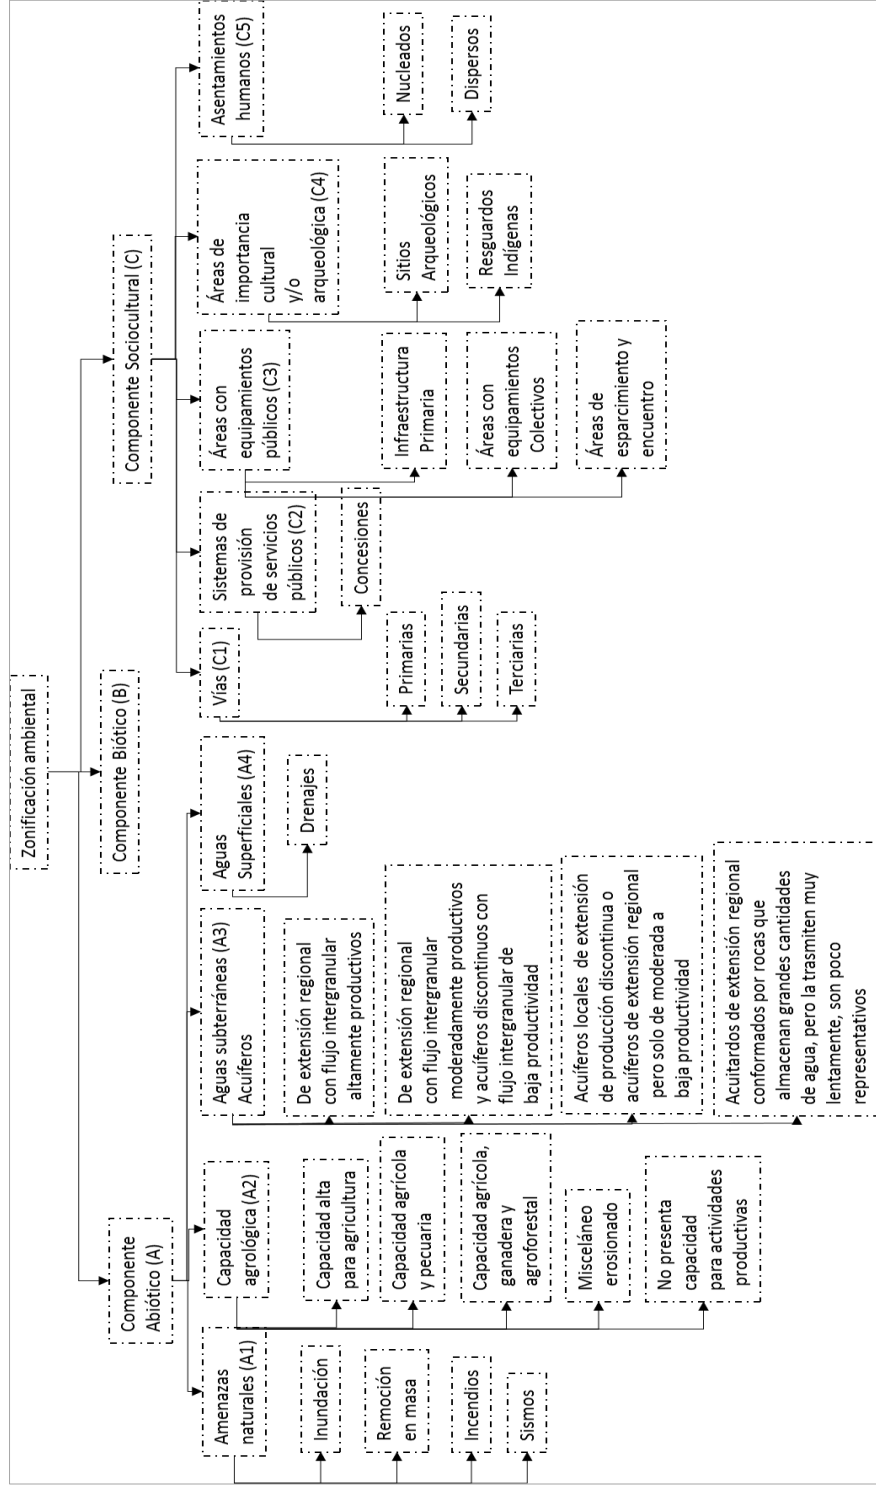 Zonificación ambiental
Componente
Abiótico (A)
Componente Biótico (B)
Componente Sociocultural (C)
Amenazas
naturales (A1)
Inundación
Remoción
en masa
Incendios
Sismos
Capacidad
agrológica (A2)
Capacidad alta
para agricultura
Capacidad agrícola
y pecuaria
Capacidad agrícola,
ganadera y
agroforestal
Misceláneo
erosionado
No presenta
capacidad
para actividades
productivas
Aguas subterráneas (A3)
Acuíferos
De extensión regional
con flujo intergranular
altamente productivos
De extensión regional
con flujo intergranular
moderadamente productivos
y acuíferos discontinuos con
flujo intergranular de
baja productividad
Acuíferos locales de extensión
de producción discontinua o
acuíferos de extensión regional
pero solo de moderada a
baja productividad
Acuitardos de extensión regional
conformados por rocas que
almacenan grandes cantidades
de agua, pero la trasmiten muy
lentamente, son poco
representativos
Aguas
Superficiales (A4)
Drenajes
Vías (C1)
Primarias
Secundarias
Terciarias
Sistemas de
provisión
de servicios
públicos (C2)
Concesiones
Áreas con
equipamientos
públicos (C3)
Infraestructura
Primaria
Áreas con
equipamientos
Colectivos
Áreas de
esparcimiento y
encuentro
Áreas de
importancia
cultural
y/o
arqueológica (C4)
Sitios
Arqueológicos
Resguardos
Indígenas
Asentamientos
humanos (C5)
Nucleados
Dispersos